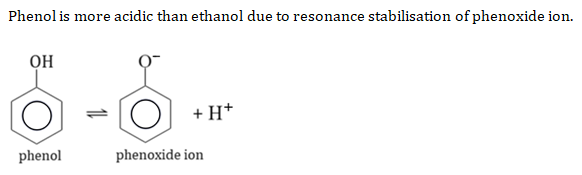 Phenol is more acidic than ethanol due to resonance stabilisation of phenoxide ion.
OH
O⁻
⇌
+ H⁺
phenol
phenoxide ion